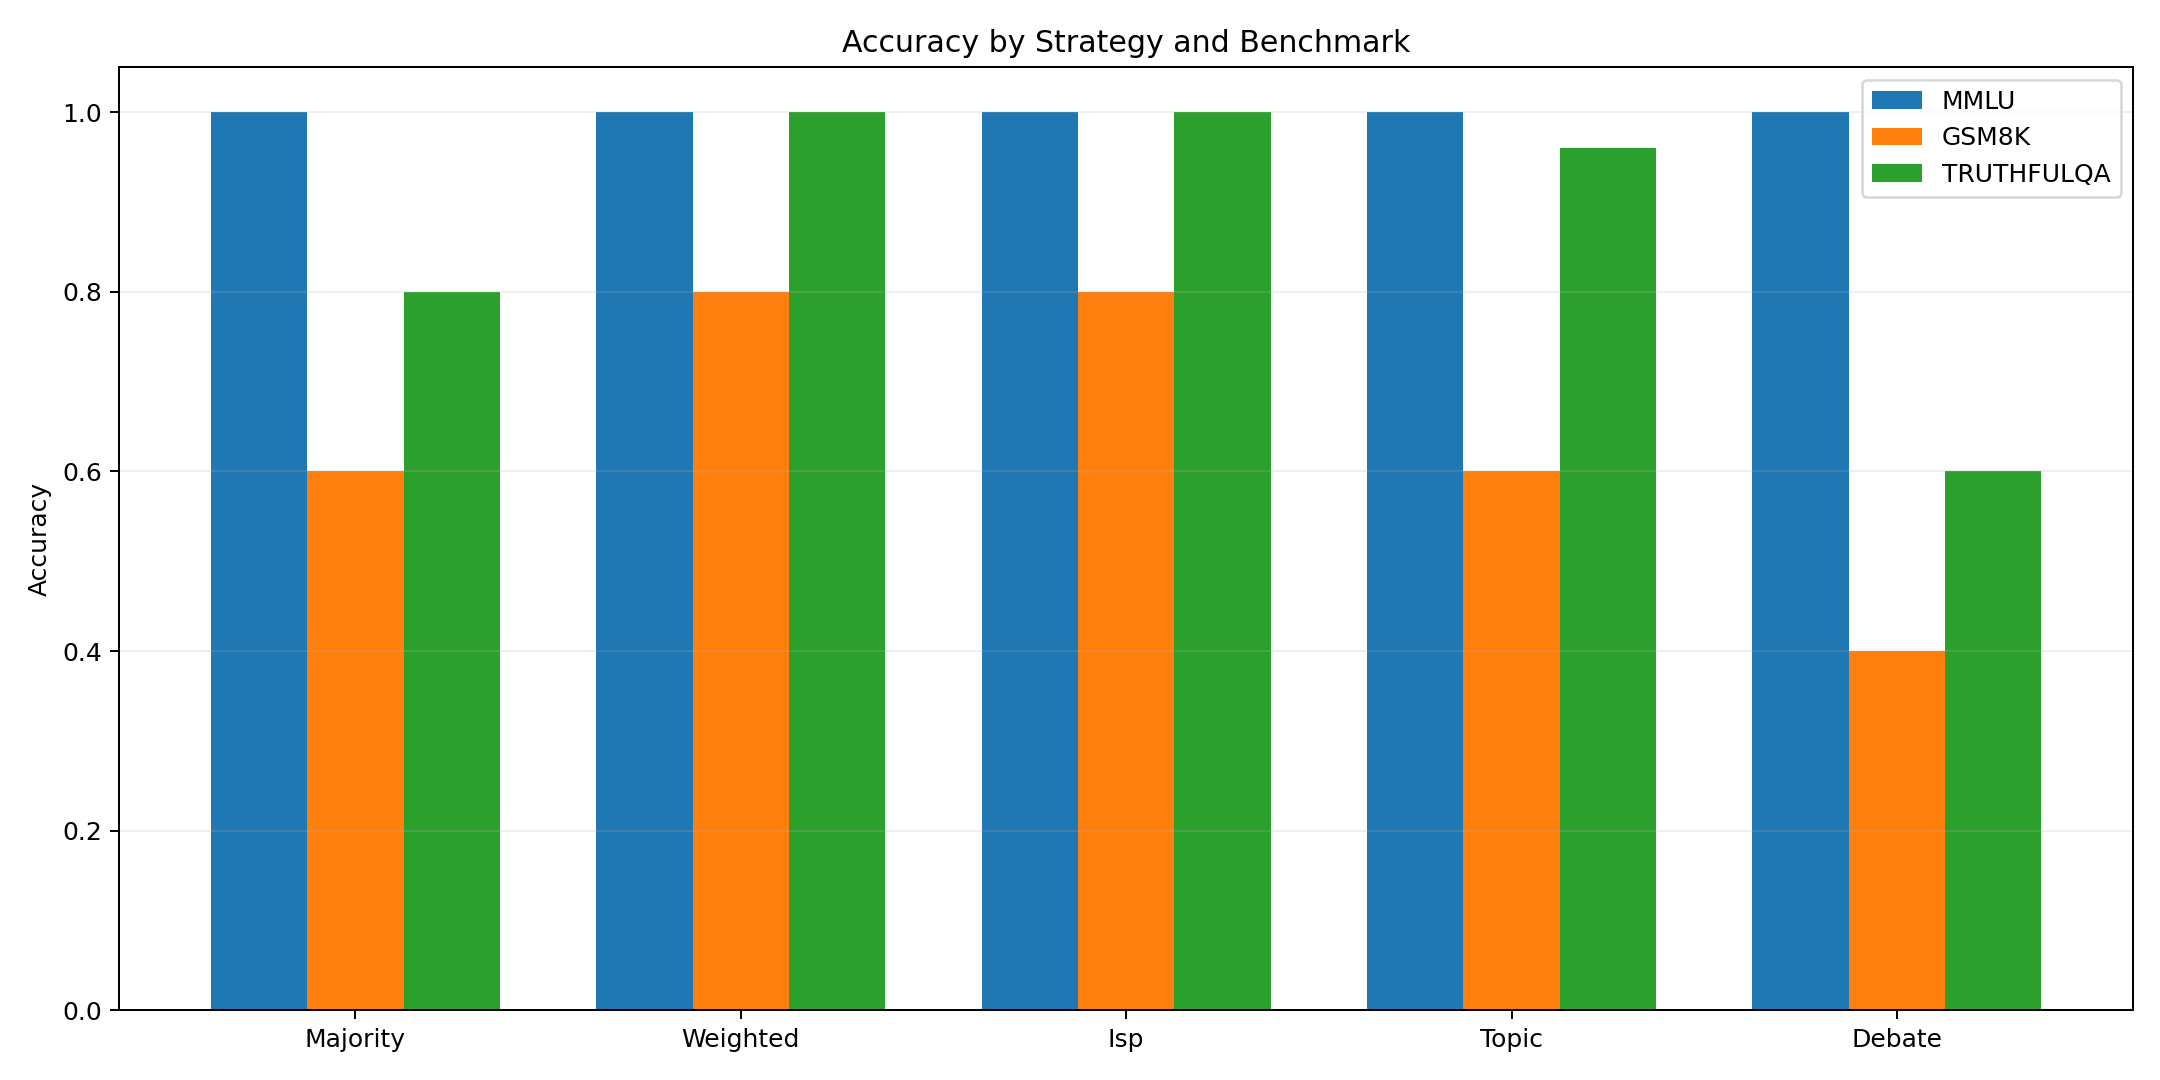 Accuracy by Strategy and Benchmark
MMLU
GSM8K
TRUTHFULQA
Accuracy
1.0
0.8
0.6
0.4
0.2
0.0
Majority Weighted Isp Topic Debate